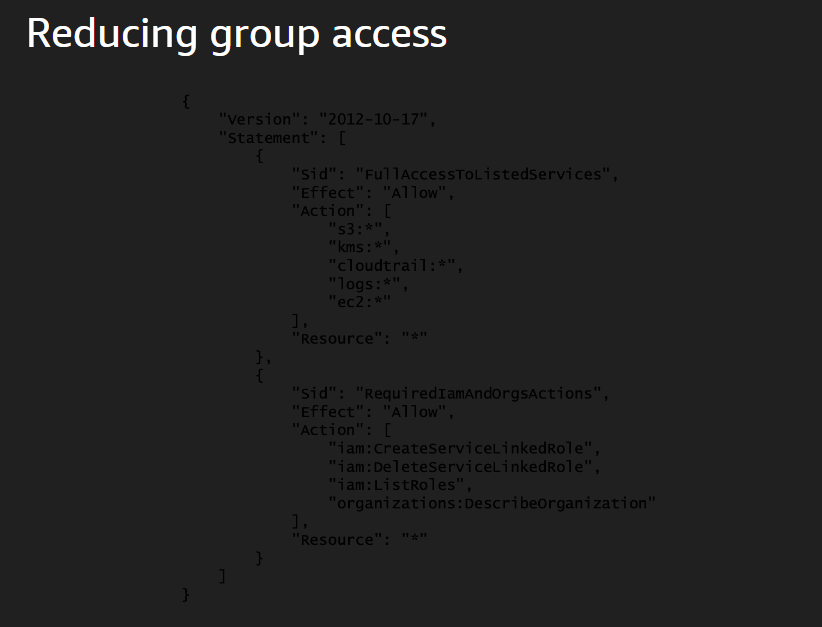 Reducing group access
{
    "Version": "2012-10-17",
    "Statement": [
        {
            "Sid": "FullAccessToListedServices",
            "Effect": "Allow",
            "Action": [
                "s3:*",
                "kms:*",
                "cloudtrail:*",
                "logs:*",
                "ec2:*"
            ],
            "Resource": "*"
        },
        {
            "Sid": "RequiredIamAndOrgsActions",
            "Effect": "Allow",
            "Action": [
                "iam:CreateServiceLinkedRole",
                "iam:DeleteServiceLinkedRole",
                "iam:ListRoles",
                "organizations:DescribeOrganization"
            ],
            "Resource": "*"
        }
    ]
}